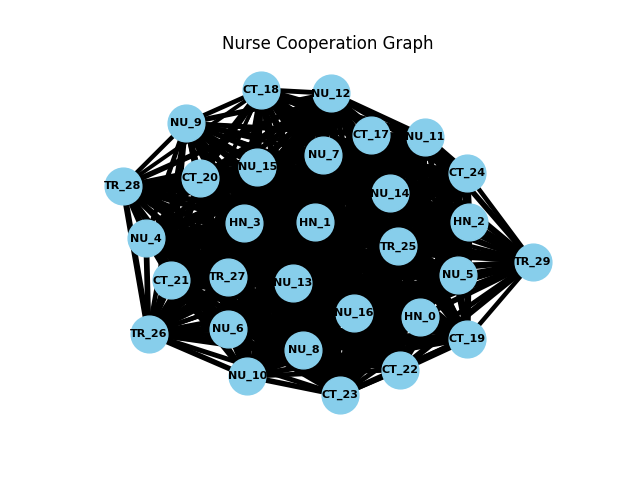 Nurse Cooperation Graph
CT_18
NU_12
NU_9
CT_17
NU_11
NU_7
NU_15
CT_24
CT_20
TR_28
NU_14
HN_3
HN_1
HN_2
NU_4
TR_25
TR_29
NU_5
TR_27
CT_21
NU_13
NU_16
HN_0
NU_6
TR_26
CT_19
NU_8
CT_22
NU_10
CT_23